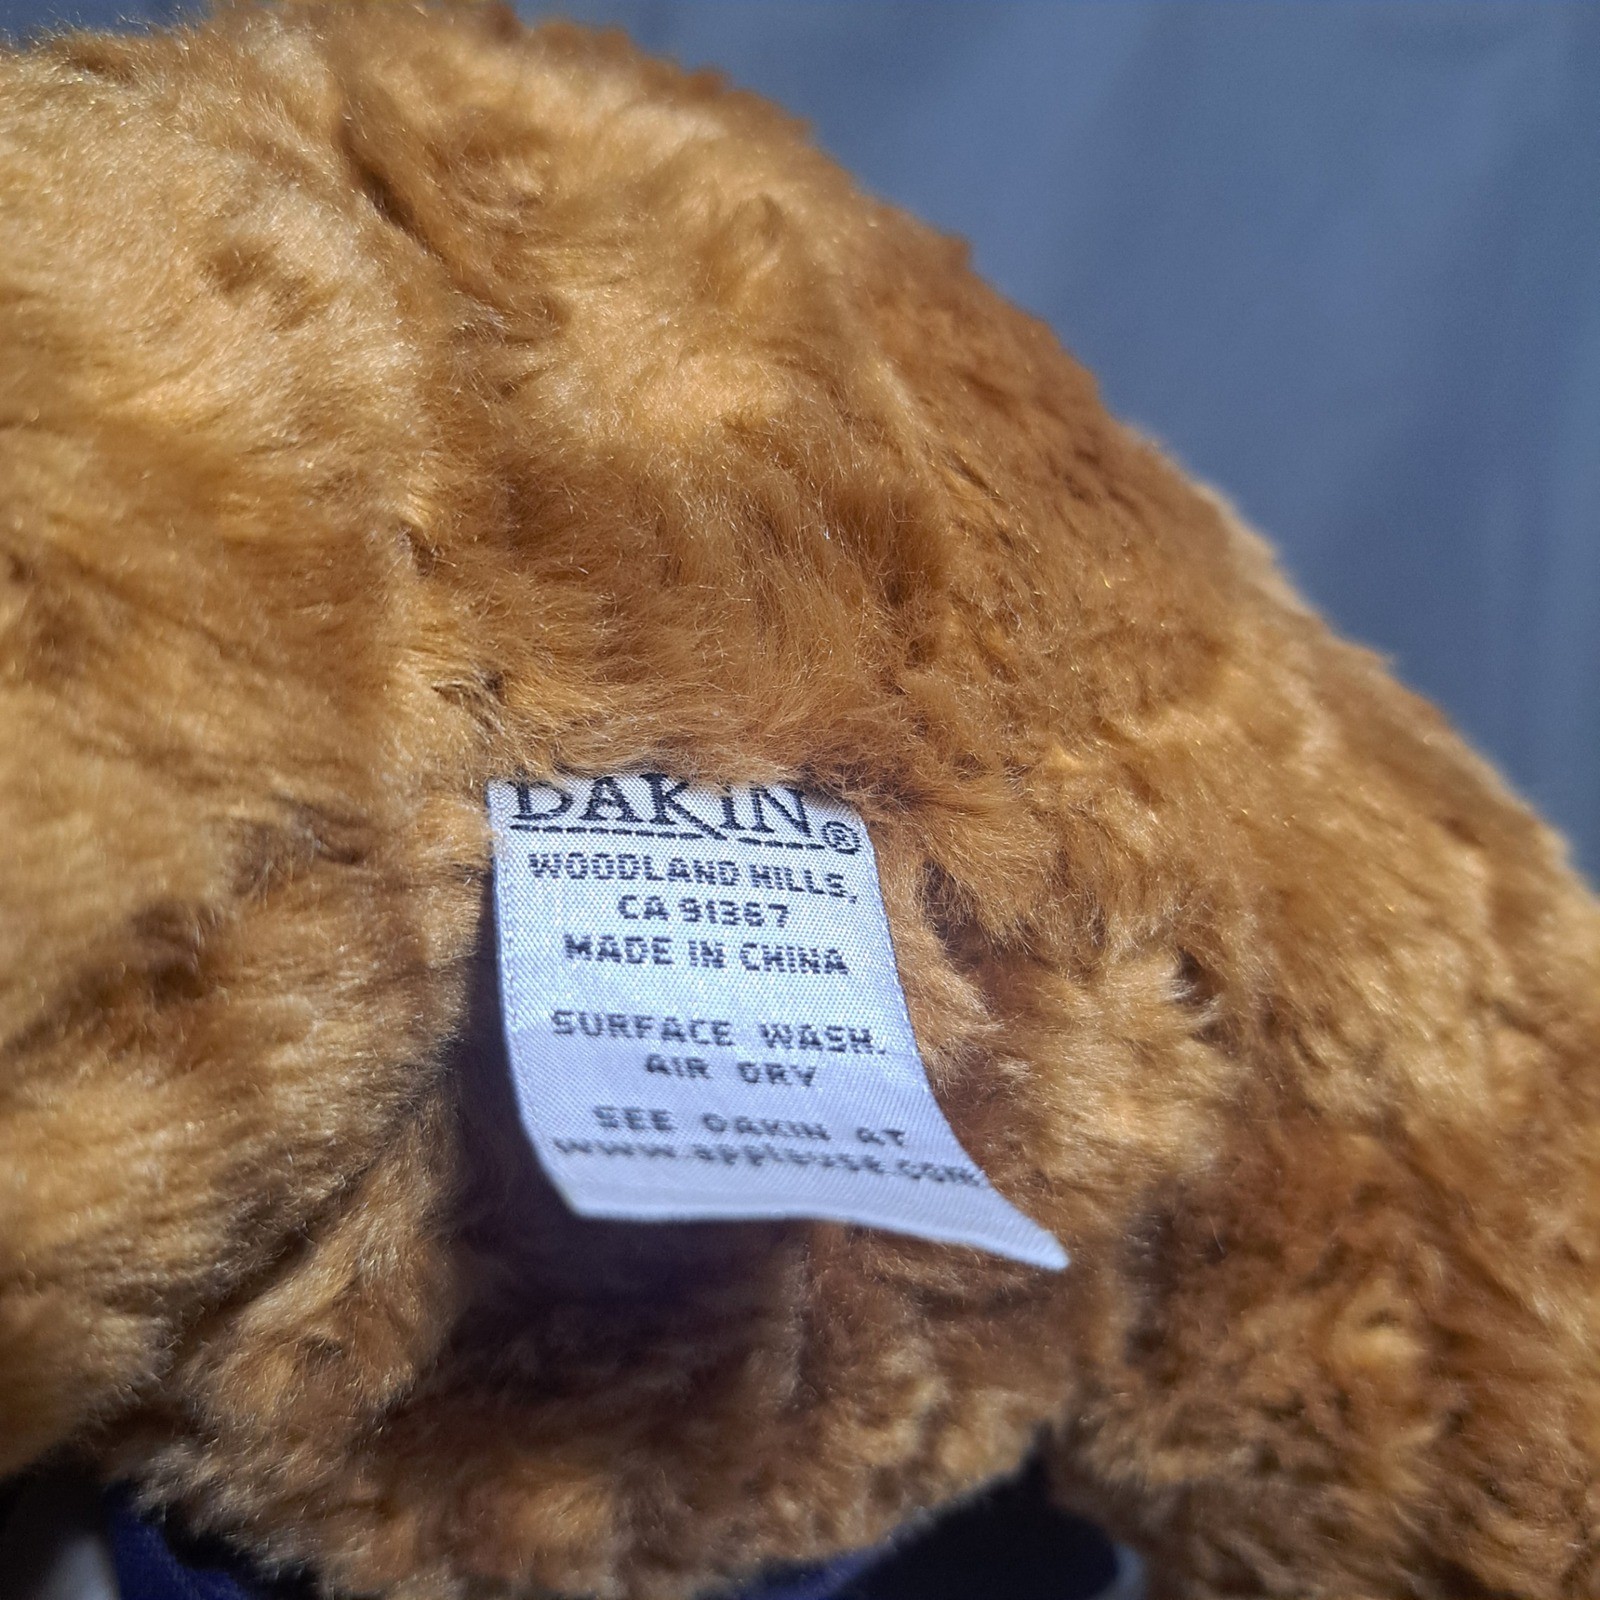 DAKIN®
WOODLAND HILLS,
CA 91367
MADE IN CHINA
SURFACE WASH.
AIR DRY
SEE DAKIN AT
www.applause.com